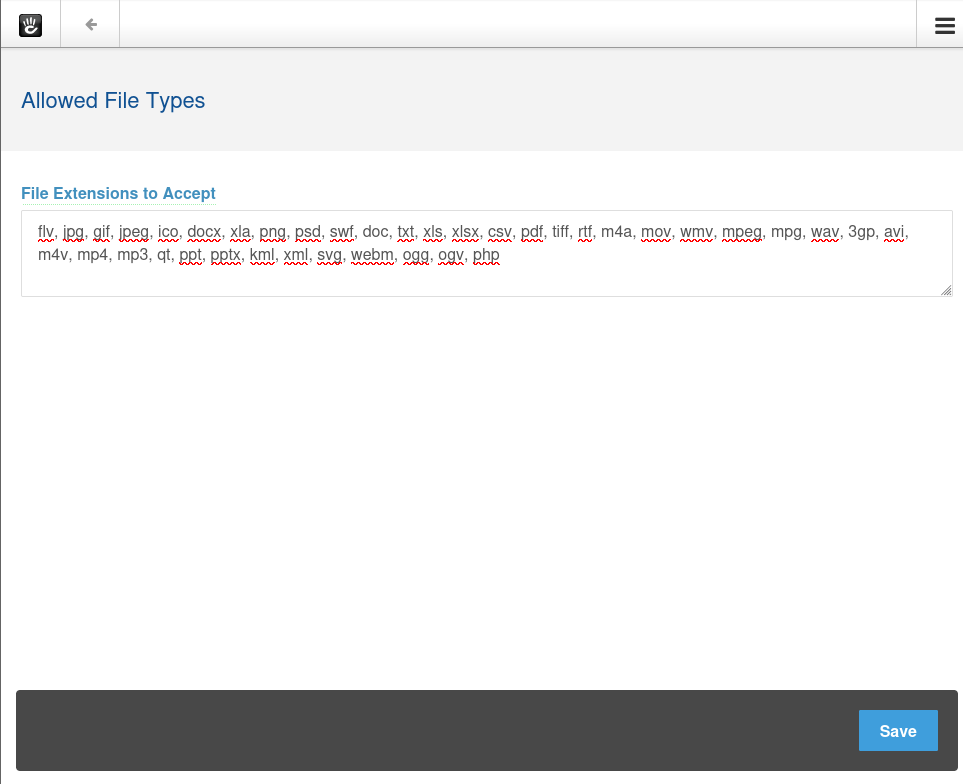 Allowed File Types
File Extensions to Accept
flv, jpg, gif, jpeg, ico, docx, xla, png, psd, swf, doc, txt, xls, xlsx, csv, pdf, tiff, rtf, m4a, mov, wmv, mpeg, mpg, wav, 3gp, avi,
m4v, mp4, mp3, qt, ppt, pptx, kml, xml, svg, webm, ogg, ogv, php
Save